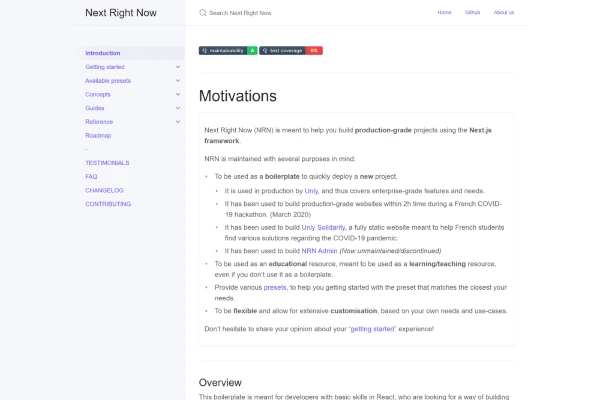 Next Right Now
Search Next Right Now
Home
Github
About us
Introduction
Getting started
Available presets
Concepts
Guides
Reference
Roadmap
-
TESTIMONIALS
FAQ
CHANGELOG
CONTRIBUTING
maintainability A
test coverage 0%
Motivations
Next Right Now (NRN) is meant to help you build production-grade projects using the Next.js
framework.
NRN is maintained with several purposes in mind:
• To be used as a boilerplate to quickly deploy a new project.
• It is used in production by Unly, and thus covers enterprise-grade features and needs.
• It has been used to build production-grade websites within 2h time during a French COVID-
19 hackathon. (March 2020)
• It has been used to build Unly Solidarity, a fully static website meant to help French students
find various solutions regarding the COVID-19 pandemic.
• It has been used to build NRN Admin (Now unmaintained/discontinued)
• To be used as an educational resource, meant to be used as a learning/teaching resource,
even if you don't use it as a boilerplate.
• Provide various presets, to help you getting started with the preset that matches the closest your
needs.
• To be flexible and allow for extensive customisation, based on your own needs and use-cases.
Don't hesitate to share your opinion about your "getting started" experience!
Overview
This boilerplate is meant for developers with basic skills in React, who are looking for a way of building